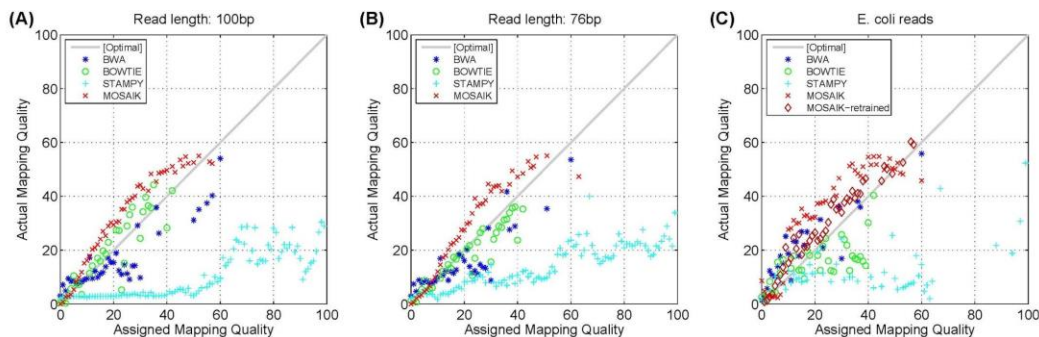 (A)
Read length: 100bp
Actual Mapping Quality
100
80
60
40
20
0
[Optimal]
BWA
BOWTIE
STAMPY
MOSAIK
0 20 40 60 80 100
Assigned Mapping Quality
(B)
Read length: 76bp
Actual Mapping Quality
100
80
60
40
20
0
[Optimal]
BWA
BOWTIE
STAMPY
MOSAIK
0 20 40 60 80 100
Assigned Mapping Quality
(C)
E. coli reads
Actual Mapping Quality
100
80
60
40
20
0
[Optimal]
BWA
BOWTIE
STAMPY
MOSAIK
MOSAIK-retrained
0 20 40 60 80 100
Assigned Mapping Quality